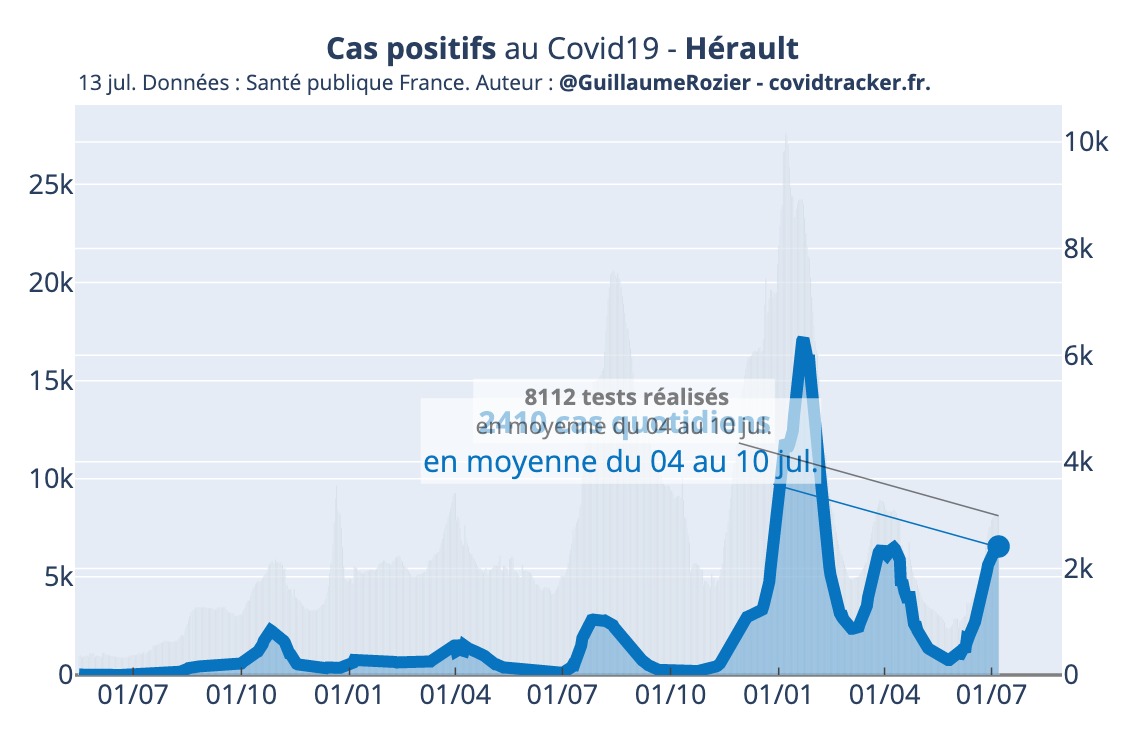 Cas positifs au Covid19 - Hérault
13 jul. Données : Santé publique France. Auteur : @GuillaumeRozier - covidtracker.fr.
10k
25k
8k
20k
6k
15k
8112 tests réalisés
2410 cas quotidiens
en moyenne du 04 au 10 jul.
en moyenne du 04 au 10 jul.
10k
4k
5k
2k
0
0
01/07 01/10 01/01 01/04 01/07 01/10 01/01 01/04 01/07